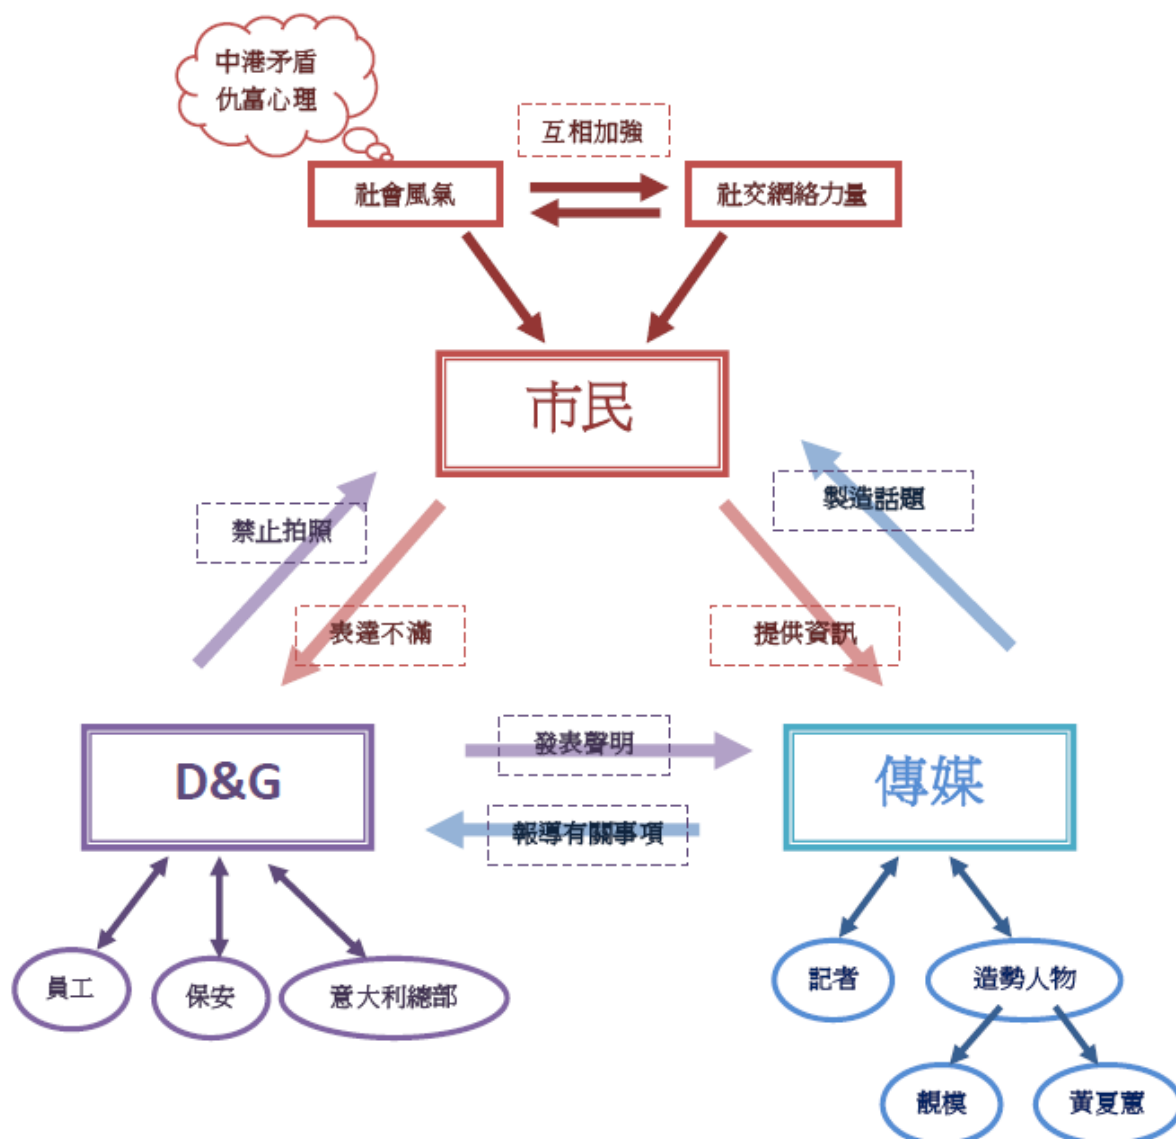 中港矛盾
仇富心理
互相加強
社會風氣
社交網絡力量
市民
製造話題
禁止拍照
表達不滿
提供資訊
發表聲明
D&G
傳媒
報導有關事項
記者
造勢人物
員工
保安
意大利總部
靚模
黃夏蕙